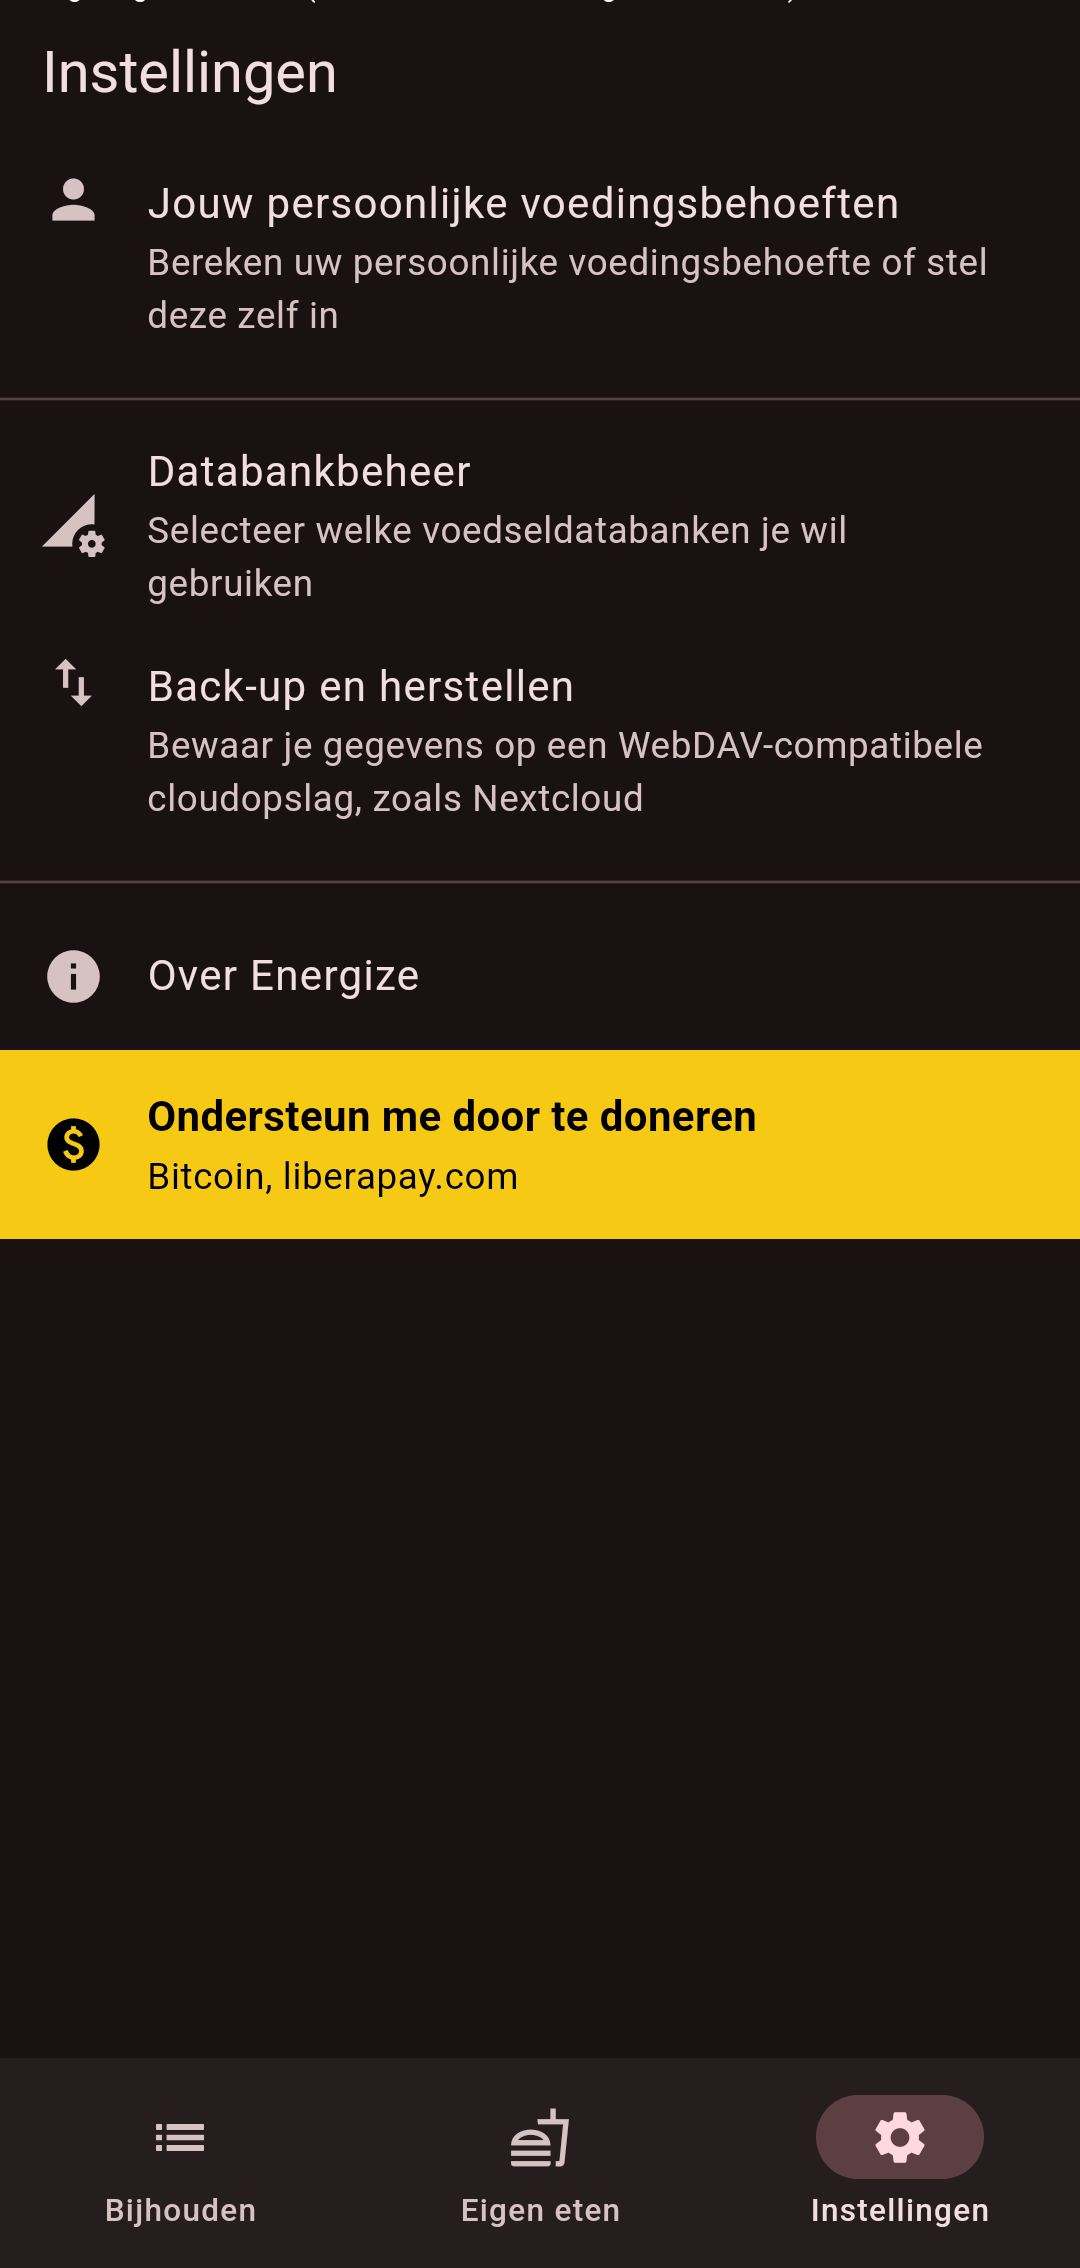 Instellingen
Jouw persoonlijke voedingsbehoeften
Bereken uw persoonlijke voedingsbehoefte of stel
deze zelf in
Databankbeheer
Selecteer welke voedseldatabanken je wil
gebruiken
Back-up en herstellen
Bewaar je gegevens op een WebDAV-compatibele
cloudopslag, zoals Nextcloud
Over Energize
Ondersteun me door te doneren
Bitcoin, liberapay.com
Bijhouden
Eigen eten
Instellingen